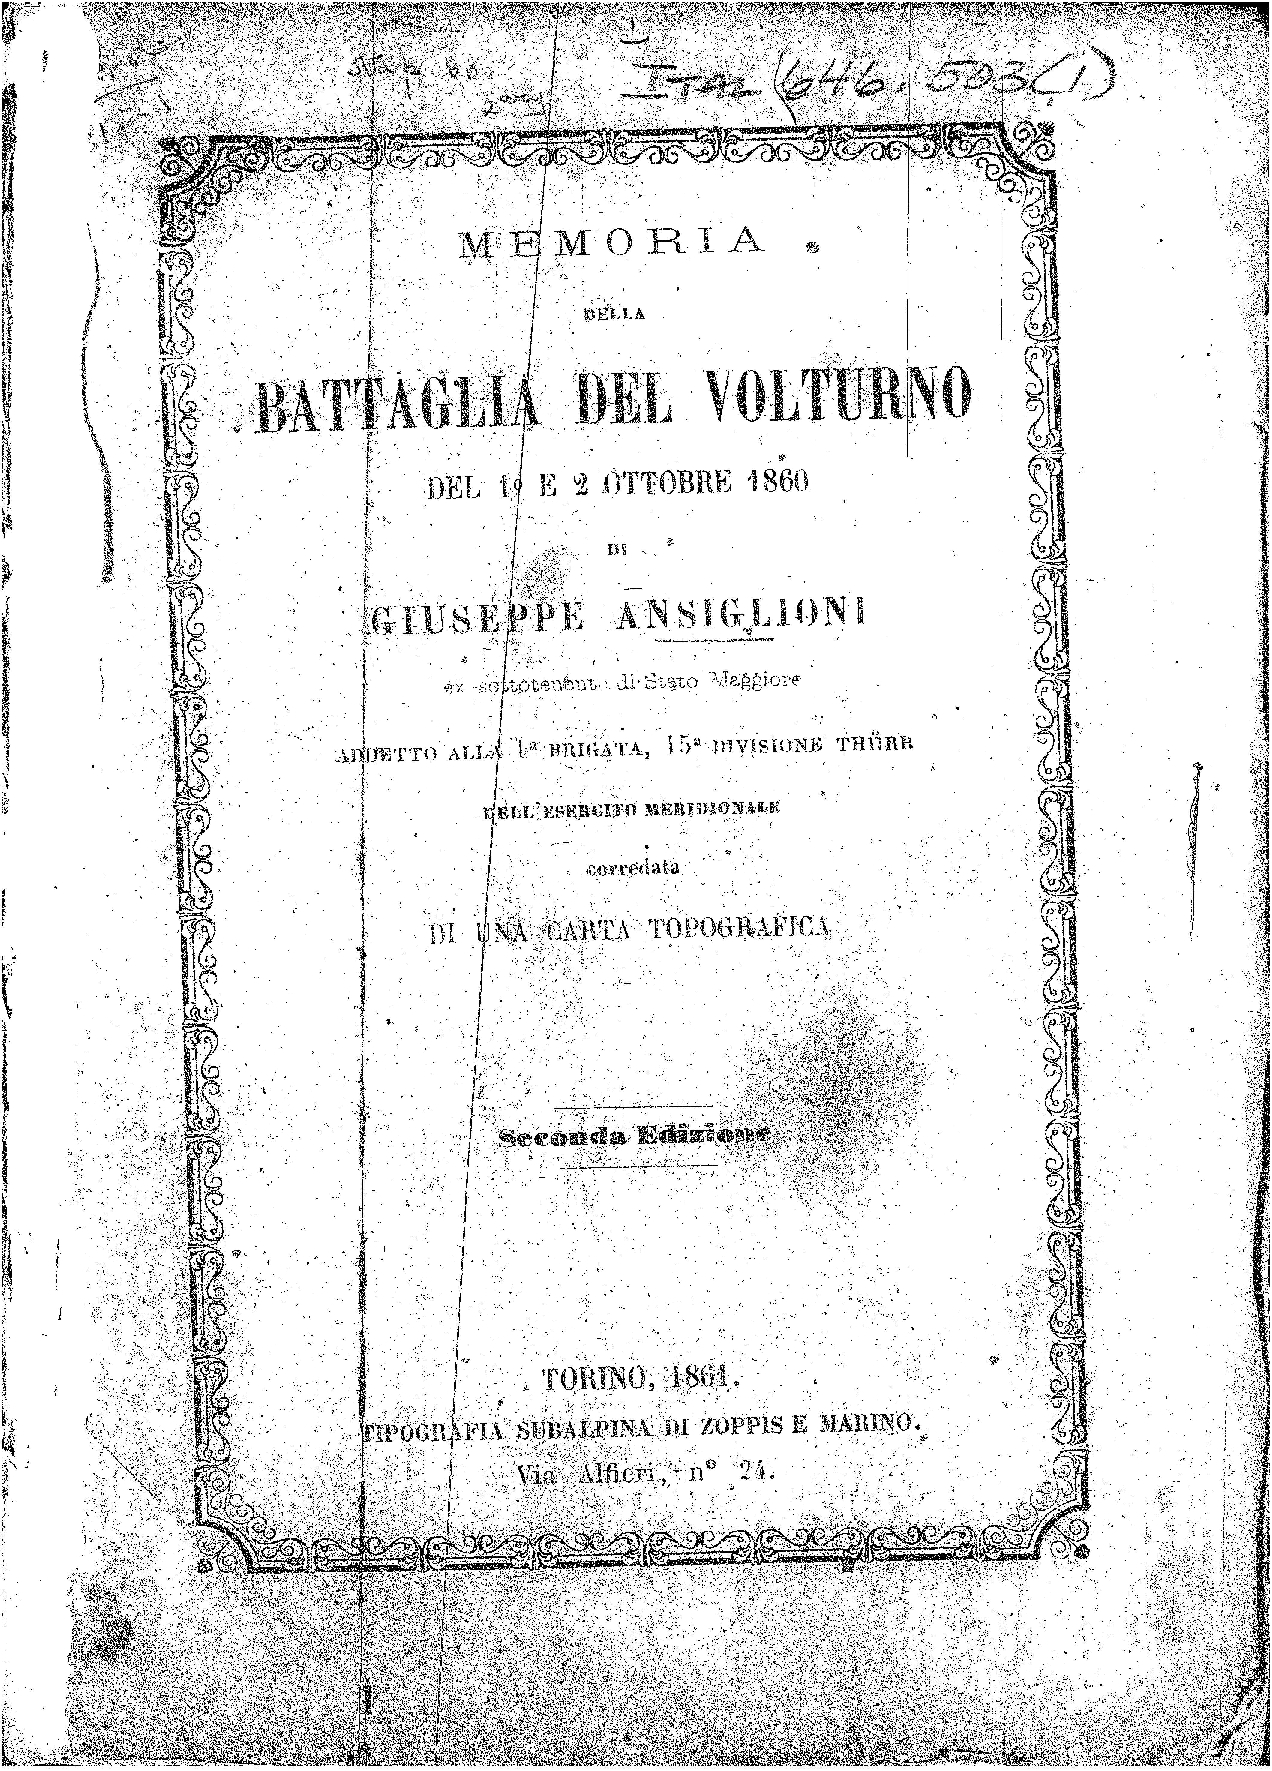 Ital 646.503(1)
MEMORIA
DELLA
BATTAGLIA DEL VOLTURNO
DEL 1º E 2 OTTOBRE 1860
DI
GIUSEPPE ANSIGLIONI
ex sottotenente di Stato Maggiore
ADDETTO ALLA 1ª BRIGATA, 15ª DIVISIONE THÜRR
DELL'ESERCITO MERIDIONALE
corredata
DI UNA CARTA TOPOGRAFICA
Seconda Edizione
TORINO, 1861.
TIPOGRAFIA SUBALPINA DI ZOPPIS E MARINO.
Via Alfieri, nº 24.